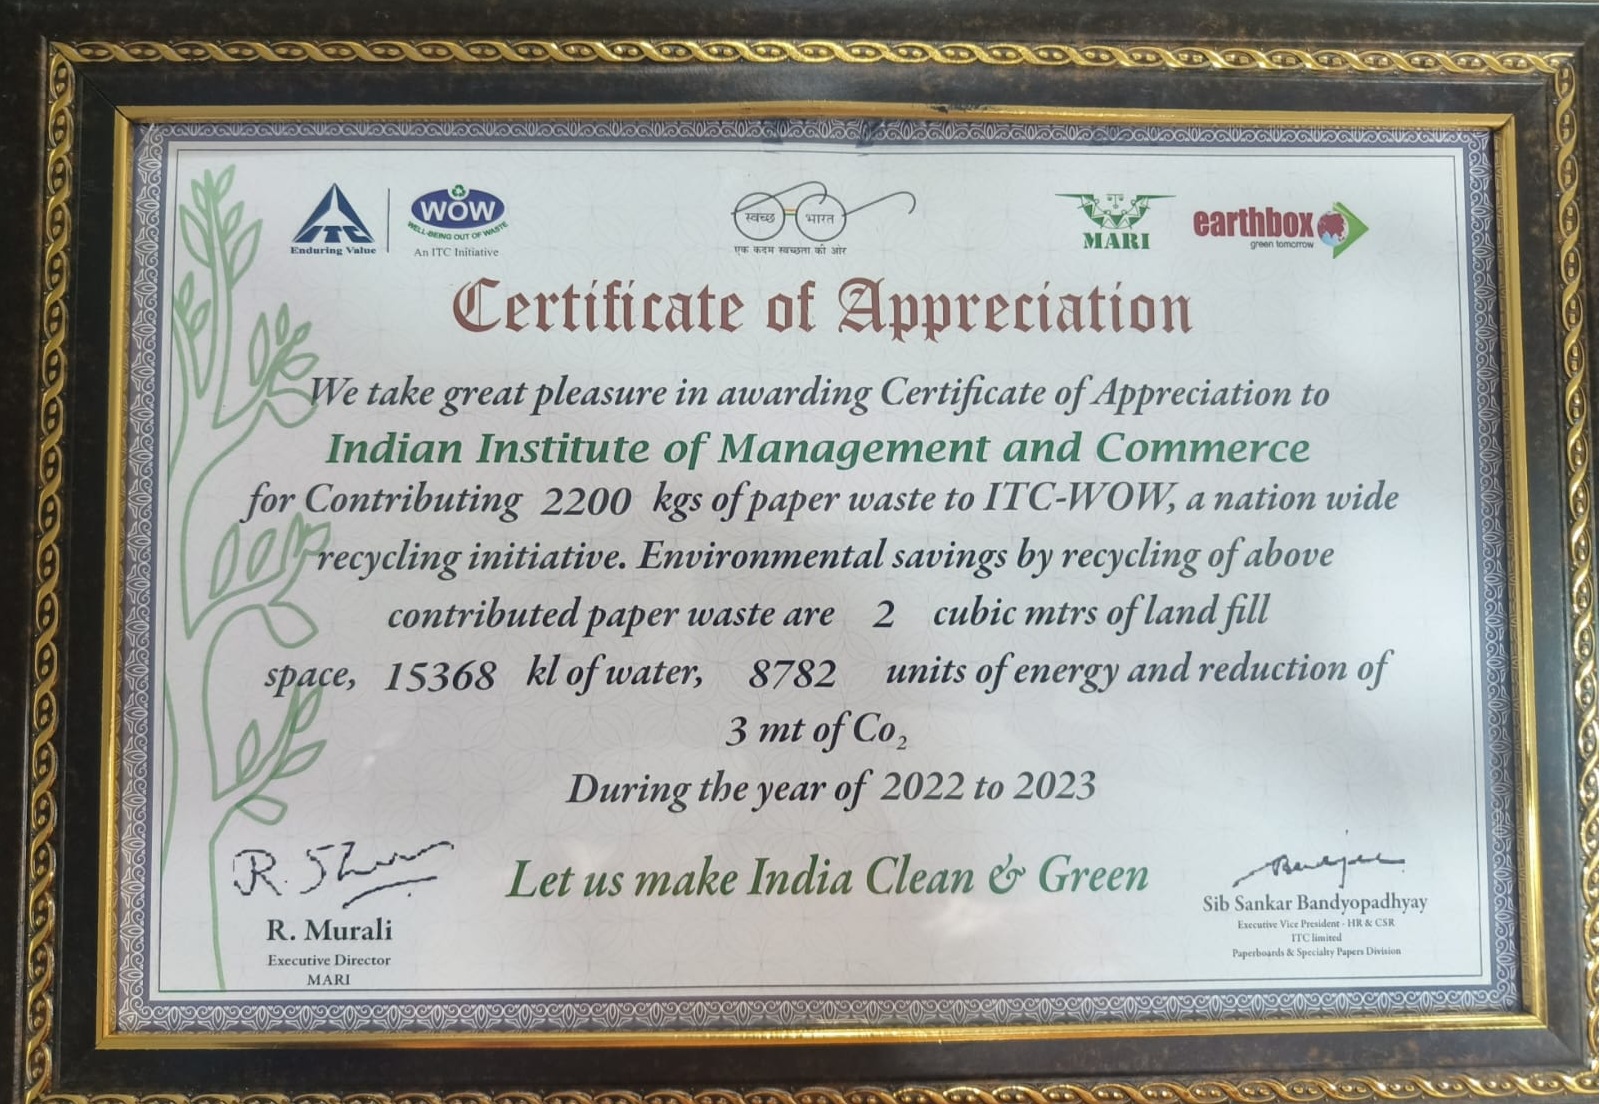 ITC
Enduring Value
WOW
WELL-BEING OUT OF WASTE
An ITC Initiative
स्वच्छ भारत
एक कदम स्वच्छता की ओर
MARI
earthbox
green tomorrow
Certificate of Appreciation
We take great pleasure in awarding Certificate of Appreciation to
Indian Institute of Management and Commerce
for Contributing 2200 kgs of paper waste to ITC-WOW, a nation wide
recycling initiative. Environmental savings by recycling of above
contributed paper waste are 2 cubic mtrs of land fill
space, 15368 kl of water, 8782 units of energy and reduction of
3 mt of Co₂
During the year of 2022 to 2023
Let us make India Clean & Green
R. Murali
Executive Director
MARI
Sib Sankar Bandyopadhyay
Executive Vice President - HR & CSR
ITC limited
Paperboards & Specialty Papers Division